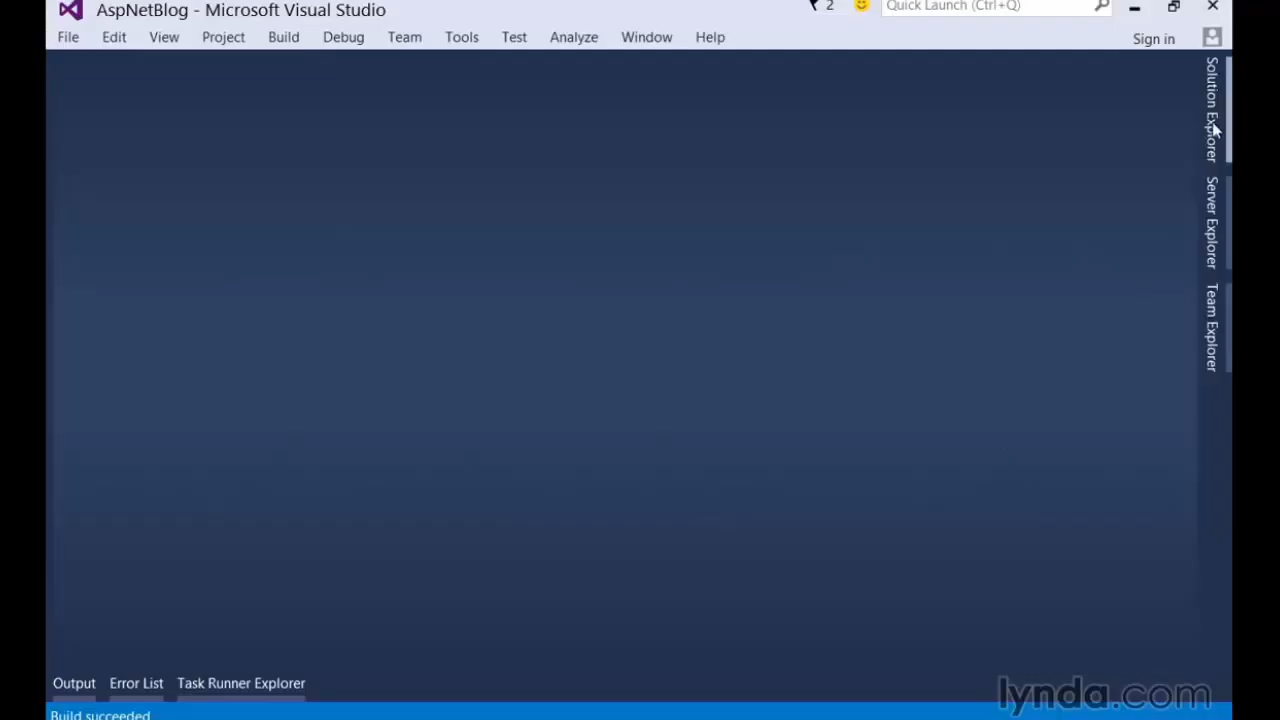 AspNetBlog - Microsoft Visual Studio
2
Quick Launch (Ctrl+Q)
File Edit View Project Build Debug Team Tools Test Analyze Window Help
Sign in
Solution Explorer
Server Explorer
Team Explorer
Output Error List Task Runner Explorer
lynda.com
Build succeeded